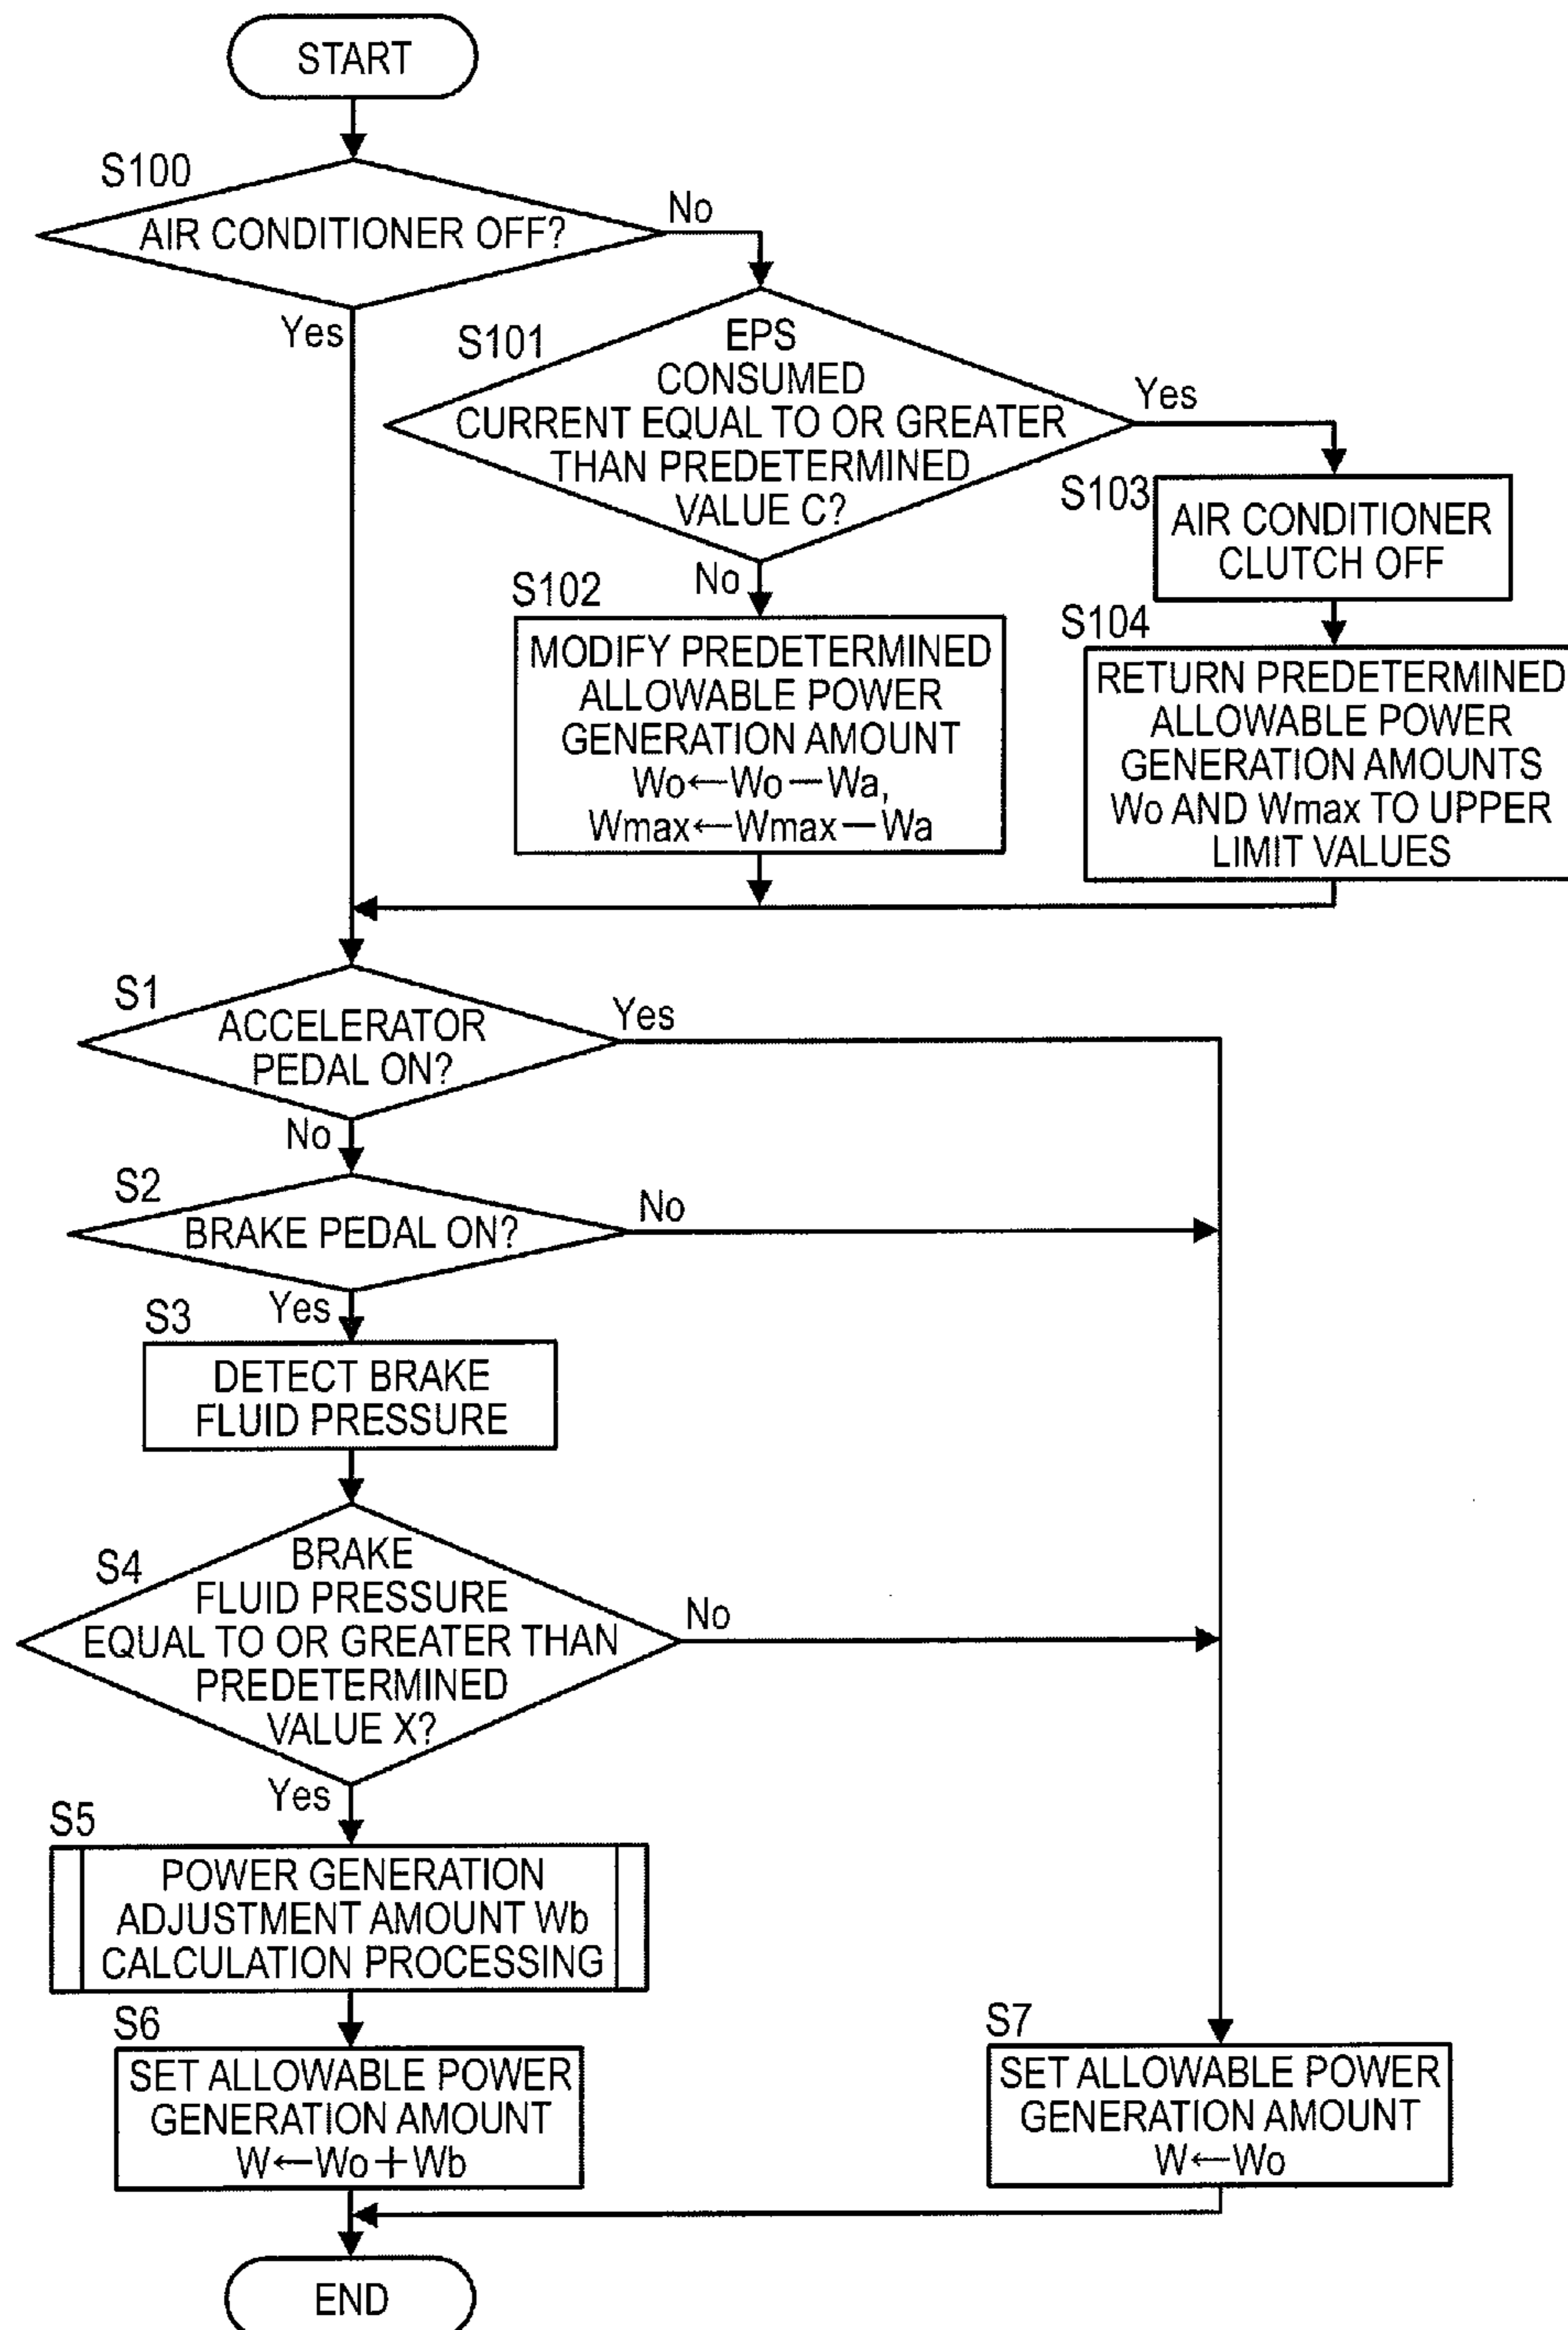 START
S100
AIR CONDITIONER OFF?
No
Yes
S101
EPS
CONSUMED
CURRENT EQUAL TO OR GREATER
THAN PREDETERMINED
VALUE C?
Yes
No
S103
AIR CONDITIONER
CLUTCH OFF
S102
MODIFY PREDETERMINED
ALLOWABLE POWER
GENERATION AMOUNT
Wo←Wo—Wa,
Wmax←Wmax—Wa
S104
RETURN PREDETERMINED
ALLOWABLE POWER
GENERATION AMOUNTS
Wo AND Wmax TO UPPER
LIMIT VALUES
S1
ACCELERATOR
PEDAL ON?
Yes
No
S2
BRAKE PEDAL ON?
No
Yes
S3
DETECT BRAKE
FLUID PRESSURE
S4
BRAKE
FLUID PRESSURE
EQUAL TO OR GREATER THAN
PREDETERMINED
VALUE X?
No
Yes
S5
POWER GENERATION
ADJUSTMENT AMOUNT Wb
CALCULATION PROCESSING
S6
SET ALLOWABLE POWER
GENERATION AMOUNT
W←Wo+Wb
S7
SET ALLOWABLE POWER
GENERATION AMOUNT
W←Wo
END